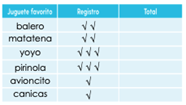 Juguete favorito Registro Total
balero √ √
matatena √ √
yoyo √ √ √
pirinola √ √ √
avioncito √
canicas √